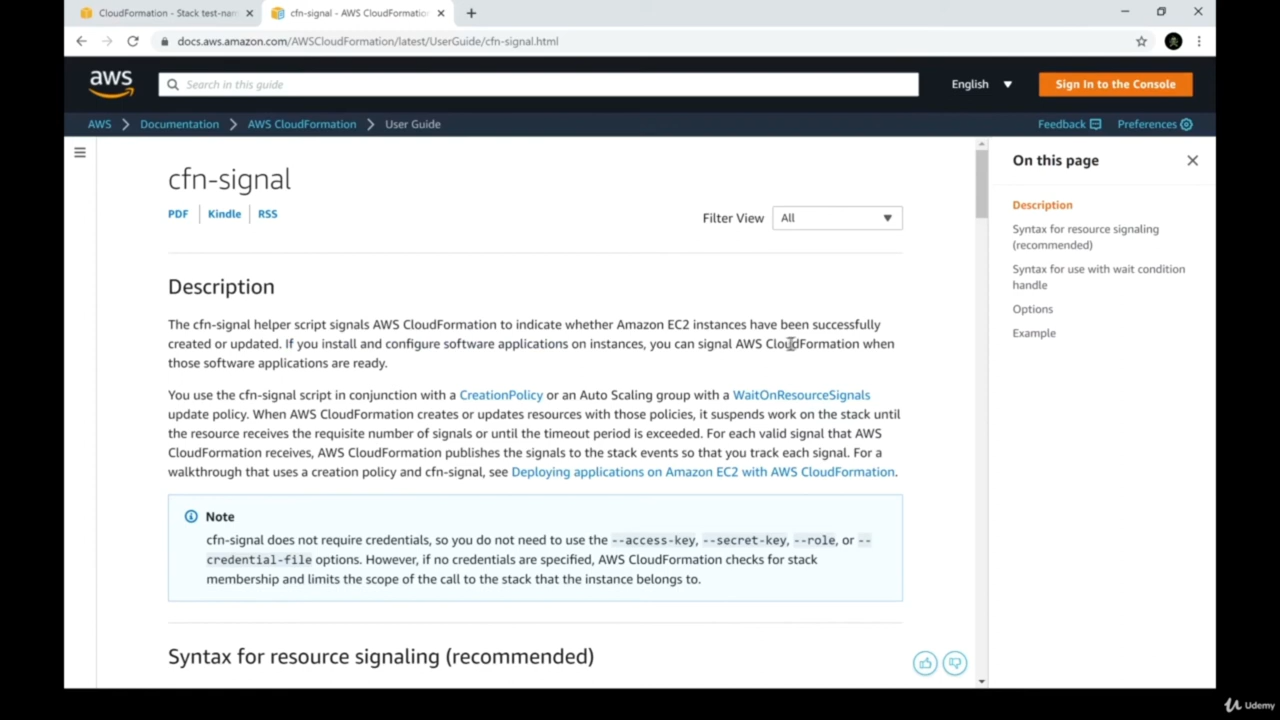 CloudFormation - Stack test-nam
cfn-signal - AWS CloudFormatio
docs.aws.amazon.com/AWSCloudFormation/latest/UserGuide/cfn-signal.html
aws
Search in this guide
English
Sign In to the Console
AWS
Documentation
AWS CloudFormation
User Guide
Feedback
Preferences
cfn-signal
PDF
Kindle
RSS
Filter View
All
Description
The cfn-signal helper script signals AWS CloudFormation to indicate whether Amazon EC2 instances have been successfully
created or updated. If you install and configure software applications on instances, you can signal AWS CloudFormation when
those software applications are ready.
You use the cfn-signal script in conjunction with a CreationPolicy or an Auto Scaling group with a WaitOnResourceSignals
update policy. When AWS CloudFormation creates or updates resources with those policies, it suspends work on the stack until
the resource receives the requisite number of signals or until the timeout period is exceeded. For each valid signal that AWS
CloudFormation receives, AWS CloudFormation publishes the signals to the stack events so that you track each signal. For a
walkthrough that uses a creation policy and cfn-signal, see Deploying applications on Amazon EC2 with AWS CloudFormation.
Note
cfn-signal does not require credentials, so you do not need to use the --access-key, --secret-key, --role, or --
credential-file options. However, if no credentials are specified, AWS CloudFormation checks for stack
membership and limits the scope of the call to the stack that the instance belongs to.
Syntax for resource signaling (recommended)
On this page
Description
Syntax for resource signaling
(recommended)
Syntax for use with wait condition
handle
Options
Example
Udemy